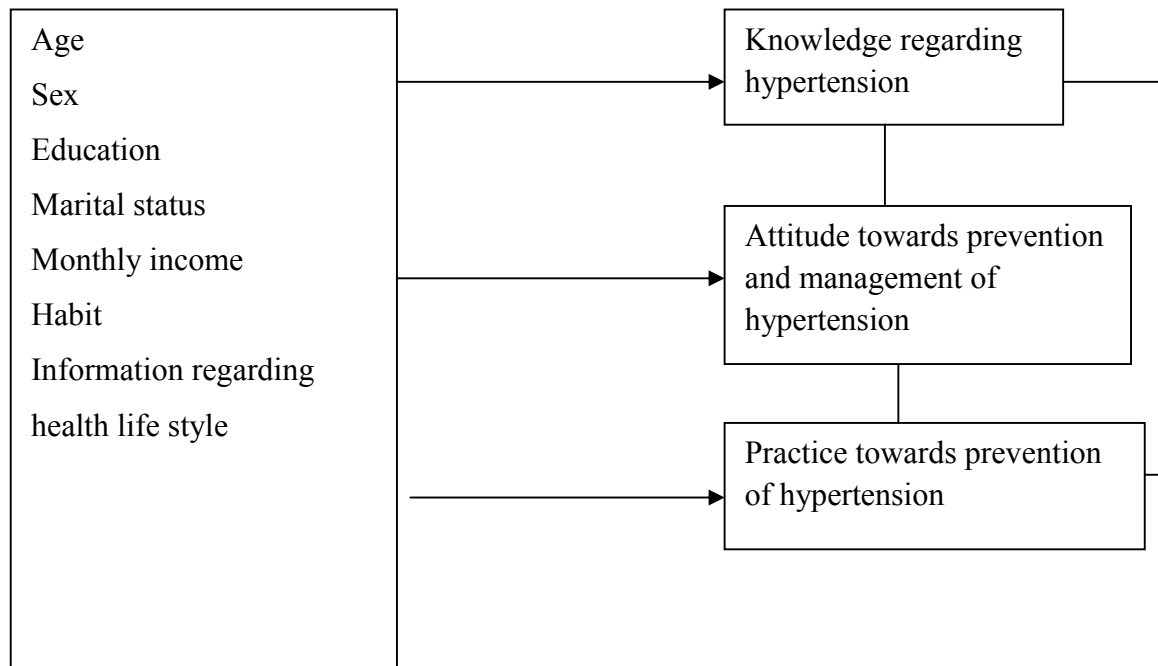 Age
Sex
Education
Marital status
Monthly income
Habit
Information regarding
health life style
Knowledge regarding
hypertension
Attitude towards prevention
and management of
hypertension
Practice towards prevention
of hypertension